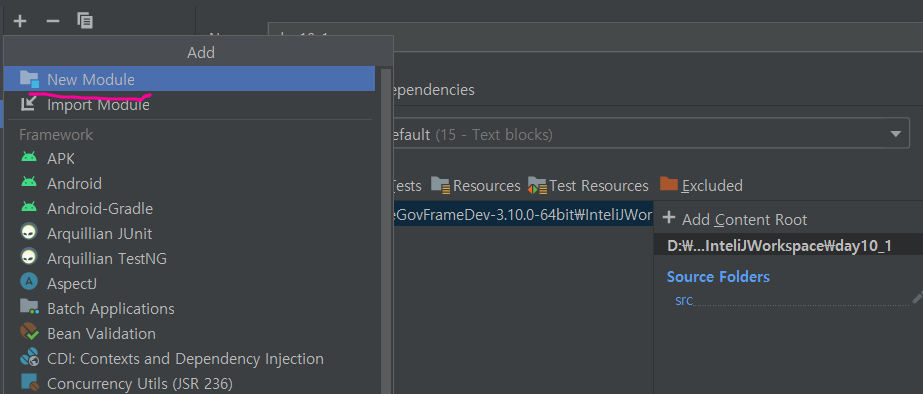 Add
New Module
Import Module
Framework
APK
Android
Android-Gradle
Arquillian JUnit
Arquillian TestNG
AspectJ
Batch Applications
Bean Validation
CDI: Contexts and Dependency Injection
Concurrency Utils (JSR 236)
ependencies
efault (15 - Text blocks)
ests Resources Test Resources Excluded
eGovFrameDev-3.10.0-64bit₩InteliJWor
+ Add Content Root
D:₩...InteliJWorkspace₩day10_1
Source Folders
src